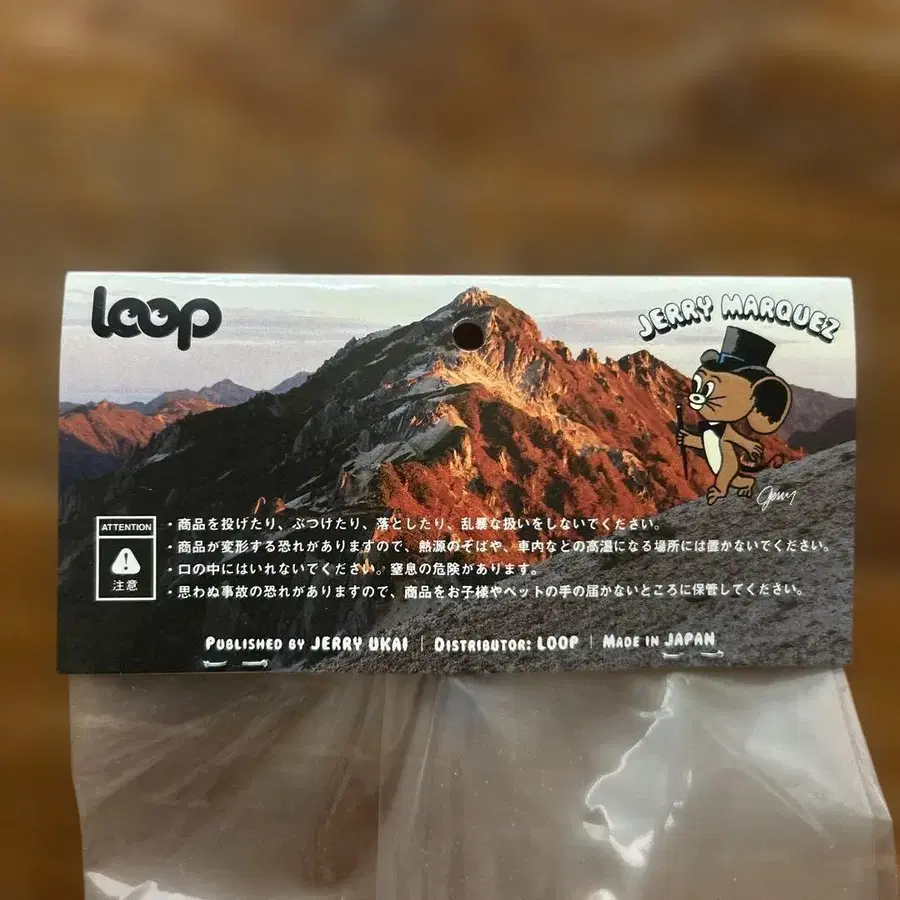 loop
JERRY MARQUEZ
Jerry
ATTENTION
注意
・商品を投げたり、ぶつけたり、落としたり、乱暴な扱いをしないでください。
・商品が変形する恐れがありますので、熱源のそばや、車内などの高温になる場所には置かないでください。
・口の中にはいれないでください。窒息の危険があります。
・思わぬ事故の恐れがありますので、商品をお子様やペットの手の届かないところに保管してください。
PUBLISHED BY JERRY UKAI | DISTRIBUTOR: LOOP | MADE IN JAPAN